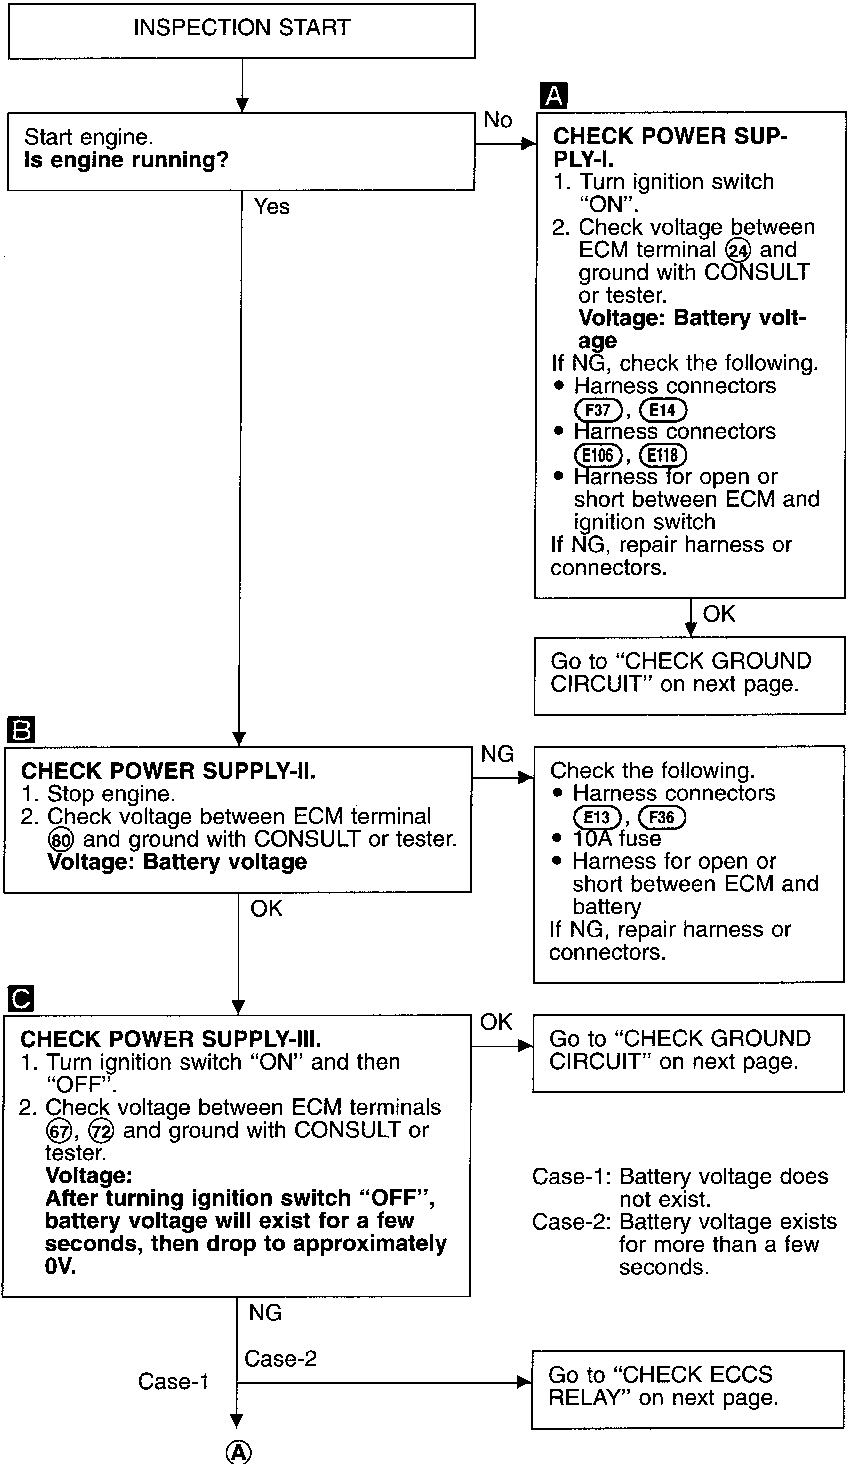 INSPECTION START
Start engine.
Is engine running?
No
Yes
A
CHECK POWER SUP-
PLY-I.
1. Turn ignition switch
“ON”.
2. Check voltage between
ECM terminal 24 and
ground with CONSULT
or tester.
Voltage: Battery volt-
age
If NG, check the following.
• Harness connectors
F37, E14
• Harness connectors
E106, E118
• Harness for open or
short between ECM and
ignition switch
If NG, repair harness or
connectors.
OK
Go to “CHECK GROUND
CIRCUIT” on next page.
B
CHECK POWER SUPPLY-II.
1. Stop engine.
2. Check voltage between ECM terminal
80 and ground with CONSULT or tester.
Voltage: Battery voltage
NG
Check the following.
• Harness connectors
E13, F36
• 10A fuse
• Harness for open or
short between ECM and
battery
If NG, repair harness or
connectors.
OK
C
CHECK POWER SUPPLY-III.
1. Turn ignition switch “ON” and then
“OFF”.
2. Check voltage between ECM terminals
67, 72 and ground with CONSULT or
tester.
Voltage:
After turning ignition switch “OFF”,
battery voltage will exist for a few
seconds, then drop to approximately
0V.
OK
Go to “CHECK GROUND
CIRCUIT” on next page.
Case-1: Battery voltage does
not exist.
Case-2: Battery voltage exists
for more than a few
seconds.
NG
Case-2
Case-1
Go to “CHECK ECCS
RELAY” on next page.
A